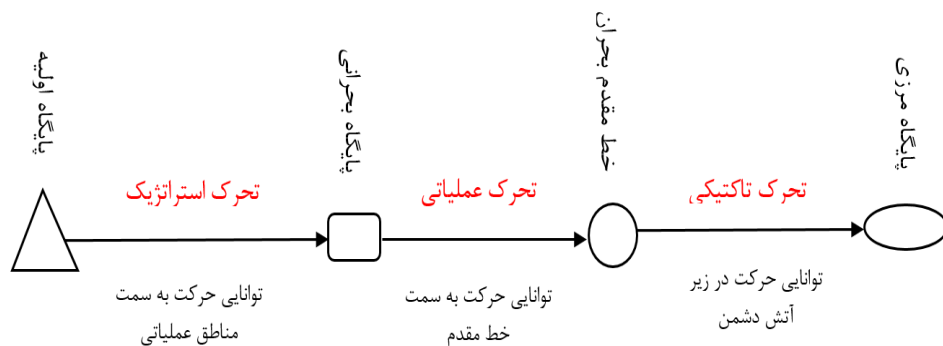 پایگاه اولیه
پایگاه بحرانی
خط مقدم بحران
پایگاه مرزی
تحرک استراتژیک
تحرک عملیاتی
تحرک تاکتیکی
توانایی حرکت به سمت
مناطق عملیاتی
توانایی حرکت به سمت
خط مقدم
توانایی حرکت در زیر
آتش دشمن